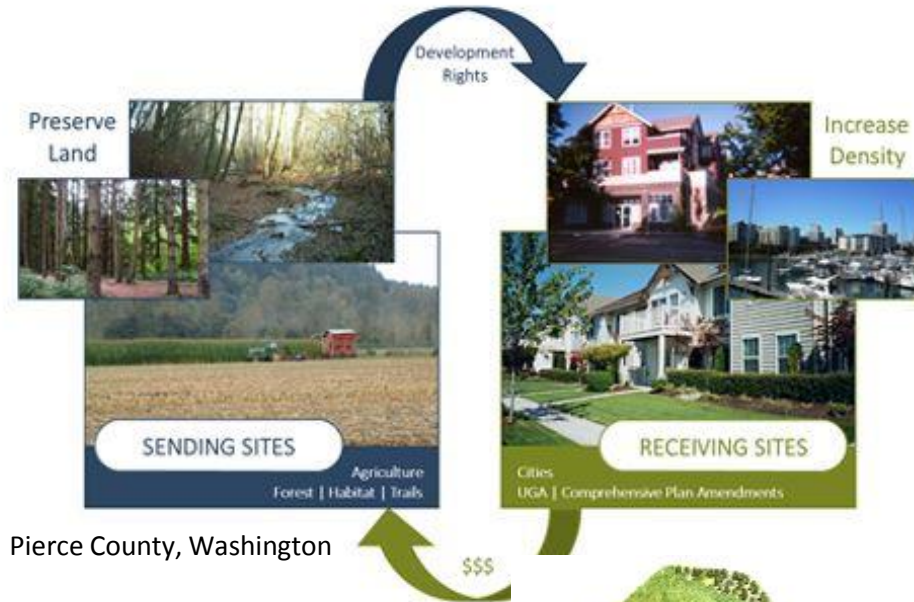 Development
Rights
Preserve
Land
Increase
Density
SENDING SITES
Agriculture
Forest | Habitat | Trails
RECEIVING SITES
Cities
UGA | Comprehensive Plan Amendments
Pierce County, Washington
$$$